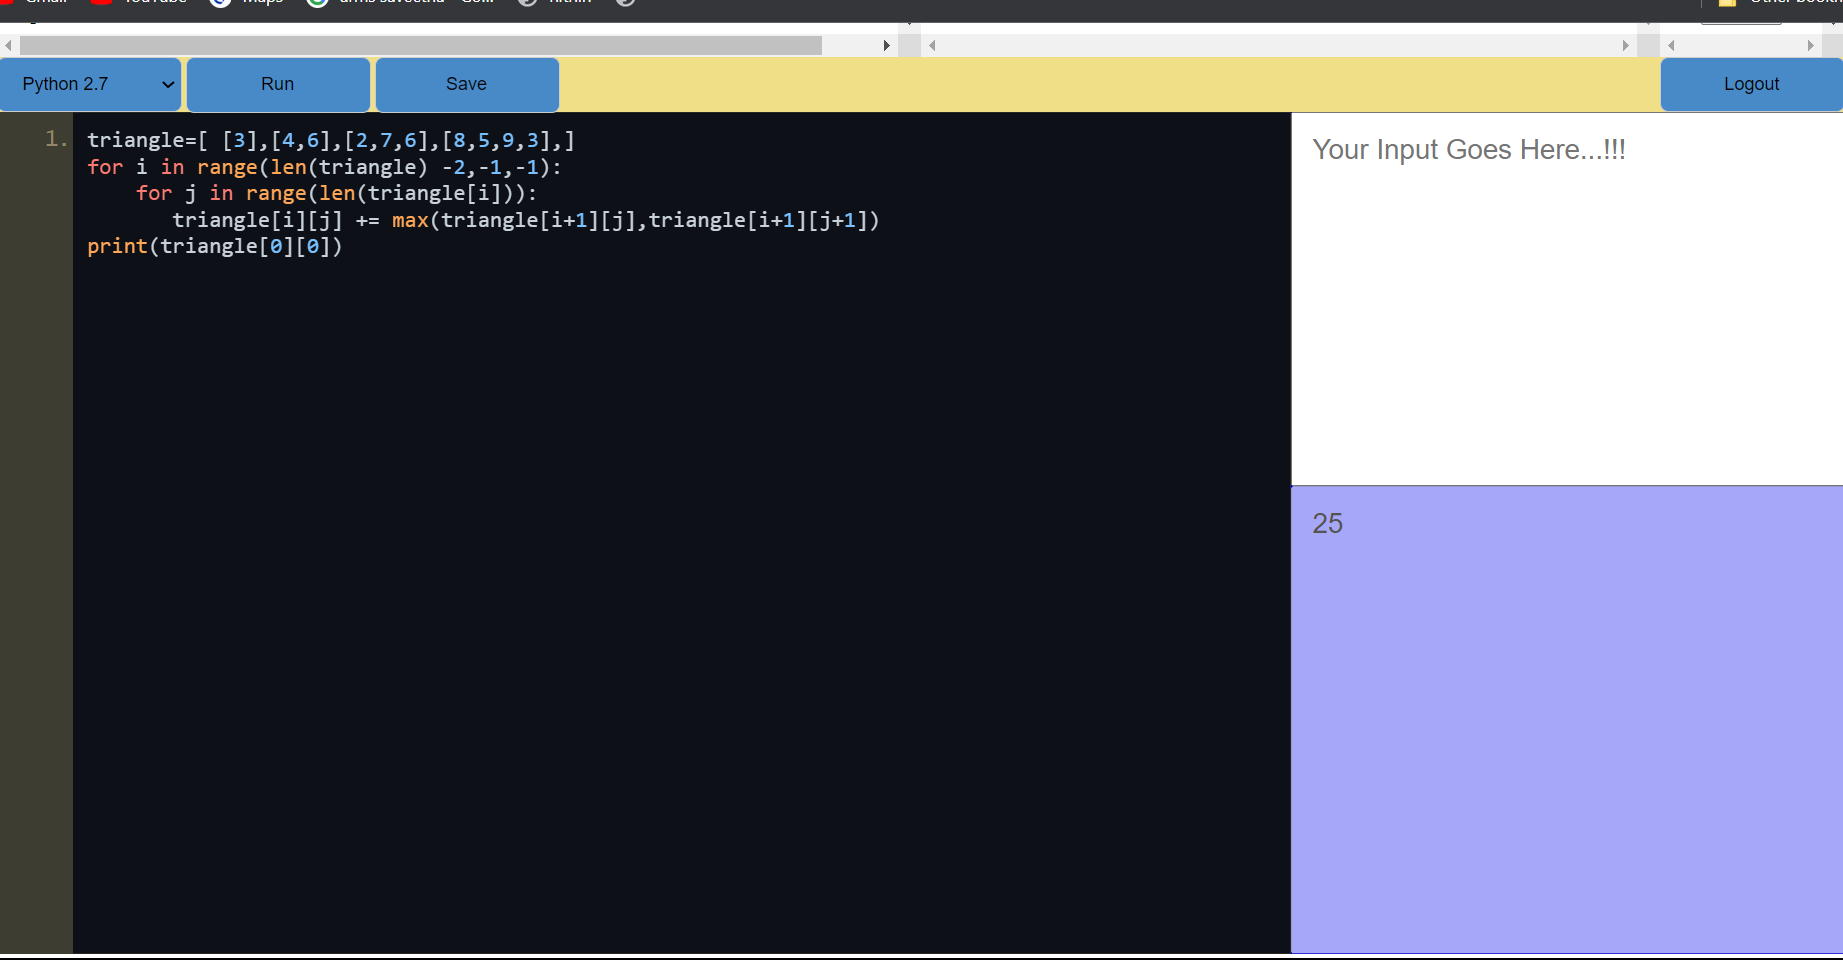 Python 2.7 Run Save Logout
1. triangle=[ [3],[4,6],[2,7,6],[8,5,9,3],]
for i in range(len(triangle) -2,-1,-1):
    for j in range(len(triangle[i])):
       triangle[i][j] += max(triangle[i+1][j],triangle[i+1][j+1])
print(triangle[0][0])
Your Input Goes Here...!!!
25